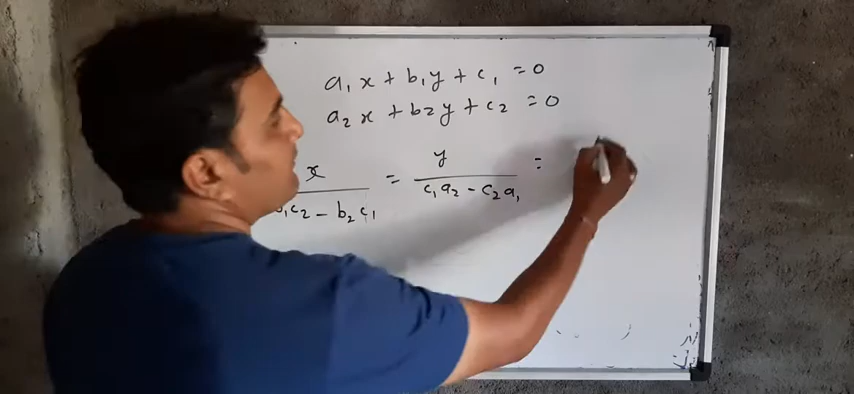 a₁x + b₁y + c₁ = 0
a₂x + b₂y + c₂ = 0
x = y =
b₁c₂ - b₂c₁ c₁a₂ - c₂a₁